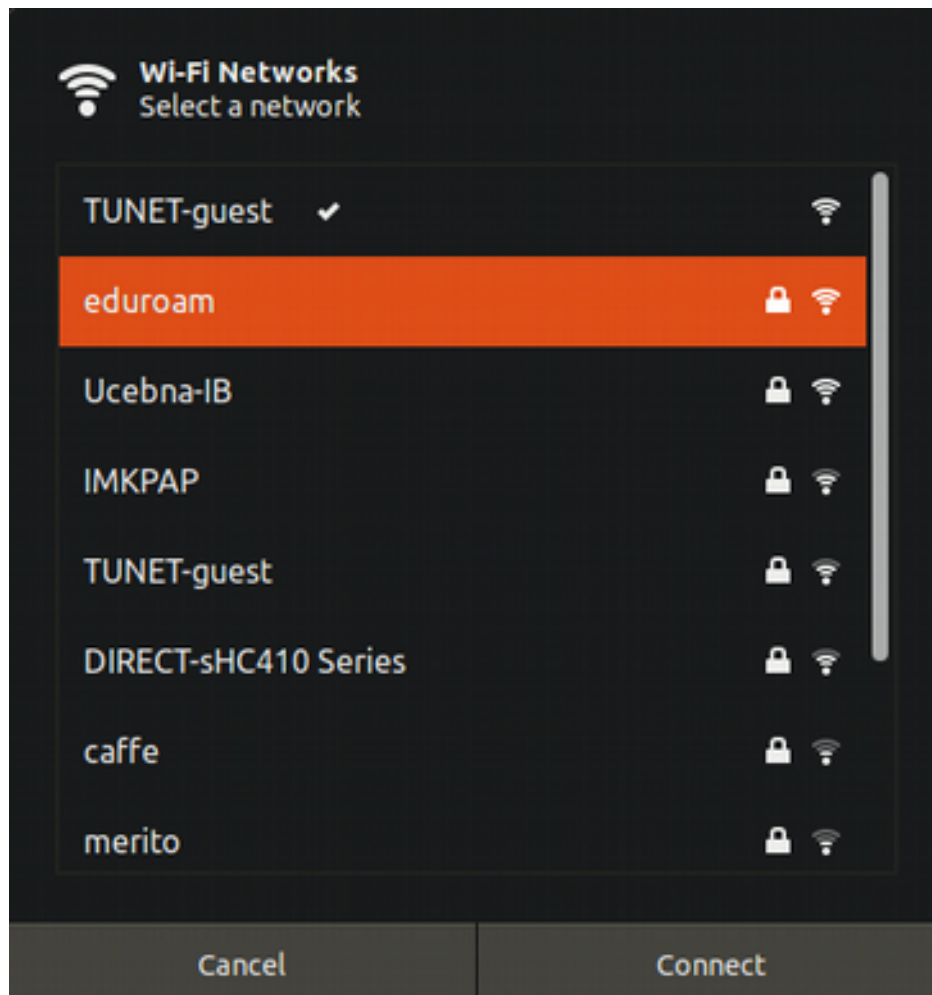 Wi-Fi Networks
Select a network
TUNET-guest
eduroam
Ucebna-IB
IMKPAP
TUNET-guest
DIRECT-sHC410 Series
caffe
merito
Cancel
Connect